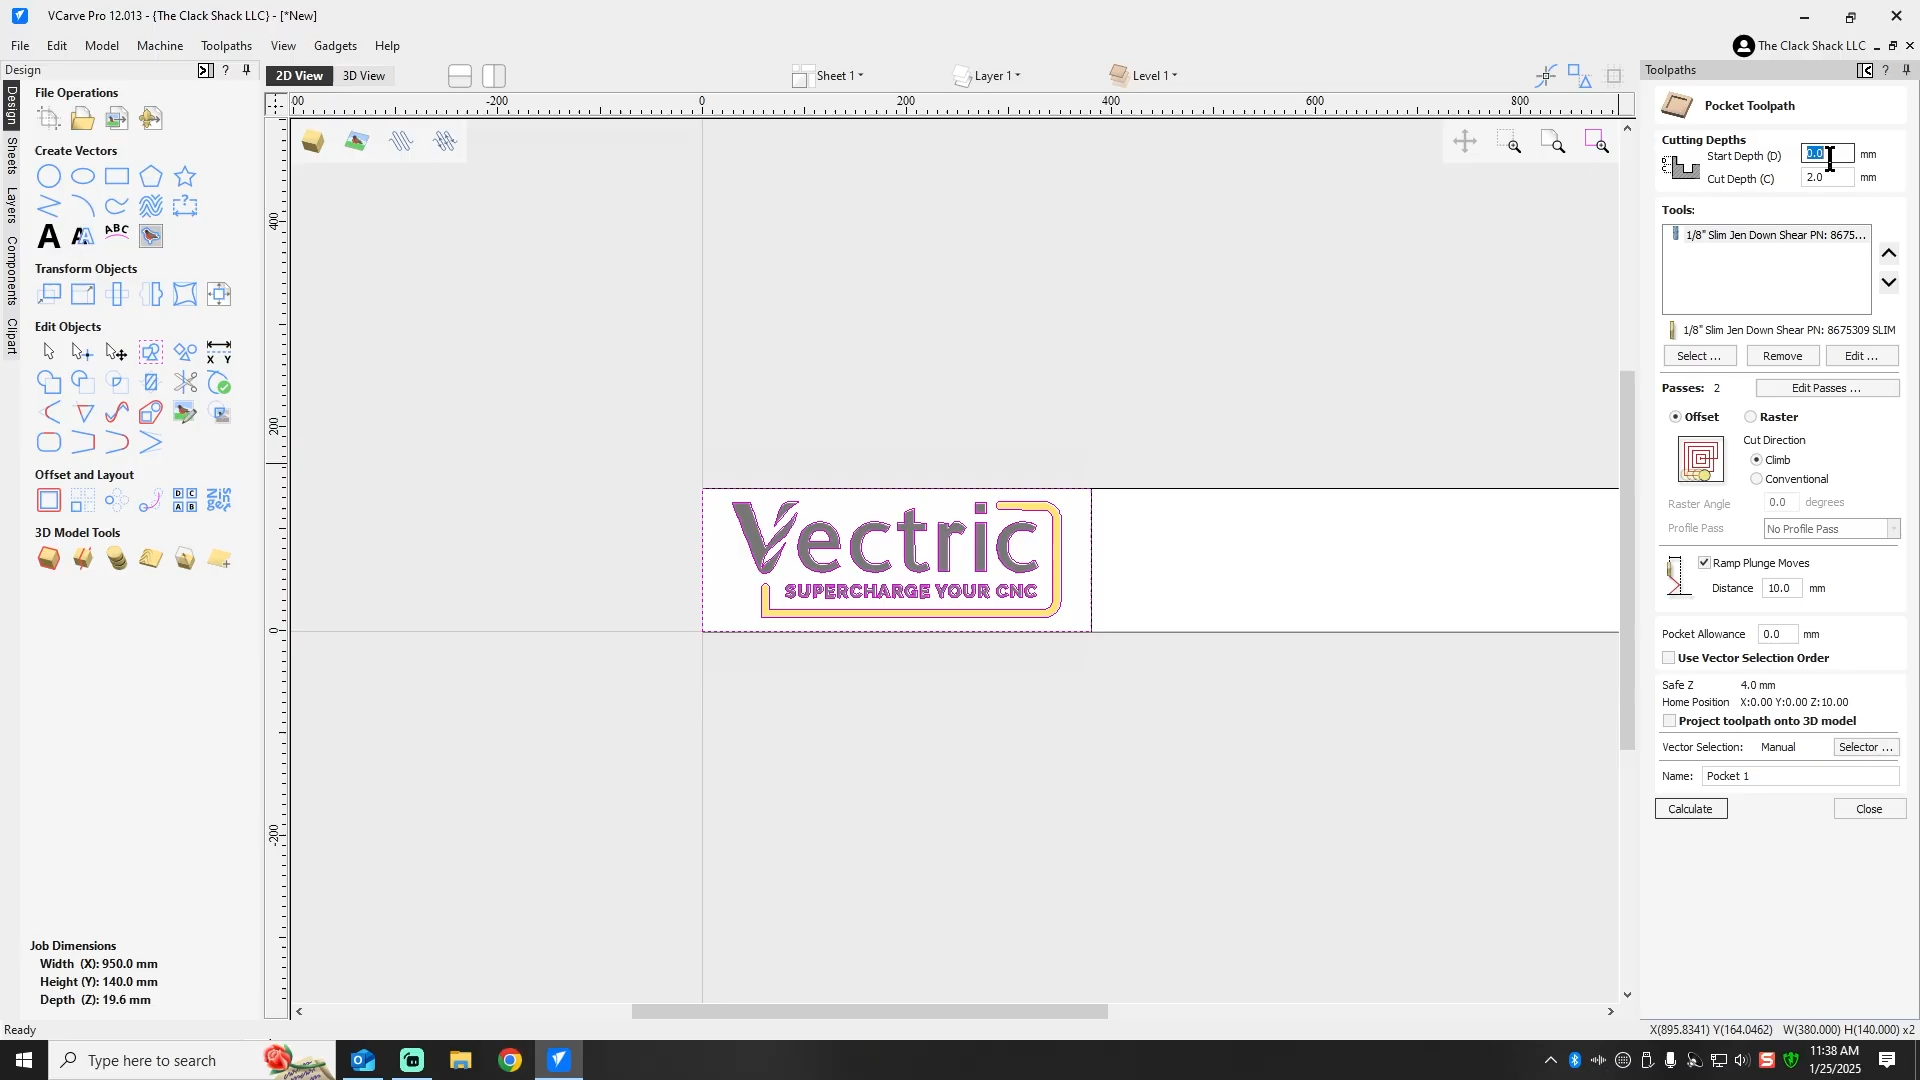 VCarve Pro 12.013 - {The Clack Shack LLC} - [*New]
File Edit Model Machine Toolpaths View Gadgets Help
The Clack Shack LLC
Design
2D View 3D View
Sheet 1
Layer 1
Level 1
Toolpaths
Design
Sheets
Layers
Components
Clipart
File Operations
Create Vectors
ABC
Transform Objects
Edit Objects
X Y
Offset and Layout
3D Model Tools
Job Dimensions
Width (X): 950.0 mm
Height (Y): 140.0 mm
Depth (Z): 19.6 mm
00 -200 0 200 400 600 800
400
200
0
-200
Vectric
SUPERCHARGE YOUR CNC
Pocket Toolpath
Cutting Depths
Start Depth (D) 0.0 mm
Cut Depth (C) 2.0 mm
Tools:
1/8" Slim Jen Down Shear PN: 8675...
1/8" Slim Jen Down Shear PN: 8675309 SLIM
Select ... Remove Edit ...
Passes: 2 Edit Passes ...
Offset Raster
Cut Direction
Climb
Conventional
Raster Angle 0.0 degrees
Profile Pass No Profile Pass
Ramp Plunge Moves
Distance 10.0 mm
Pocket Allowance 0.0 mm
Use Vector Selection Order
Safe Z 4.0 mm
Home Position X:0.00 Y:0.00 Z:10.00
Project toolpath onto 3D model
Vector Selection: Manual Selector ...
Name: Pocket 1
Calculate Close
Ready
X(895.8341) Y(164.0462) W(380.000) H(140.000) x2
Type here to search
11:38 AM
1/25/2025